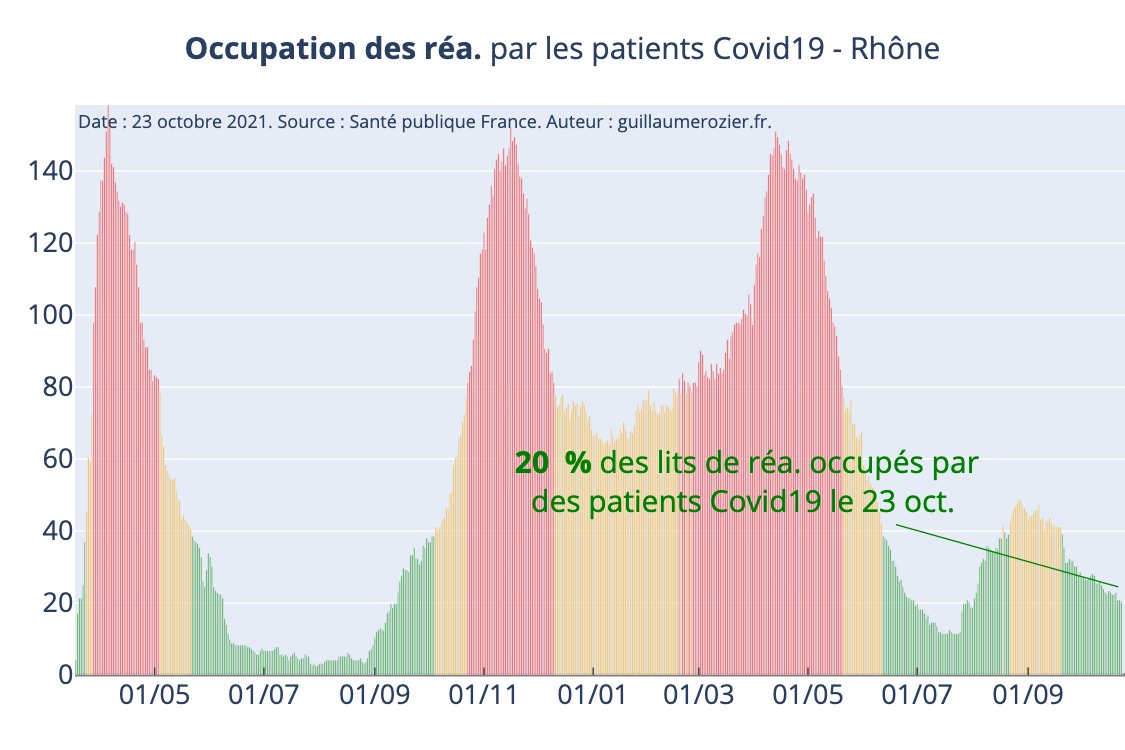 Occupation des réa. par les patients Covid19 - Rhône
Date : 23 octobre 2021. Source : Santé publique France. Auteur : guillaumerozier.fr.
140
120
100
80
60
40
20
0
20 % des lits de réa. occupés par
des patients Covid19 le 23 oct.
01/05 01/07 01/09 01/11 01/01 01/03 01/05 01/07 01/09